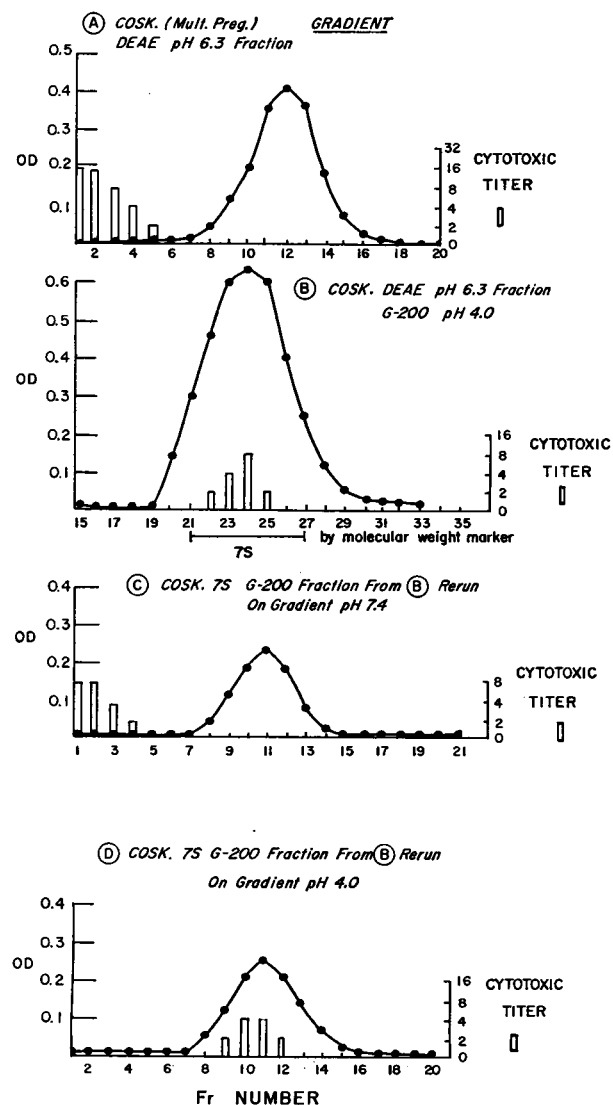 Ⓐ COSK. (Mult. Preg.) GRADIENT
DEAE pH 6.3 Fraction
0.5
0.4
0.3
OD
0.2
0.1
32
16
8
4
2
0
CYTOTOXIC
TITER
2 4 6 8 10 12 14 16 18 20
Ⓑ COSK. DEAE pH 6.3 Fraction
G-200 pH 4.0
0.6
0.5
0.4
OD
0.3
0.2
0.1
16
8
4
2
0
CYTOTOXIC
TITER
15 17 19 21 23 25 27 29 31 33 35
7S
by molecular weight marker
Ⓒ COSK. 7S G-200 Fraction From Ⓑ Rerun
On Gradient pH 7.4
0.4
0.3
OD
0.2
0.1
8
4
2
0
CYTOTOXIC
TITER
1 3 5 7 9 11 13 15 17 19 21
Ⓓ COSK. 7S G-200 Fraction From Ⓑ Rerun
On Gradient pH 4.0
0.4
0.3
OD
0.2
0.1
16
8
4
2
0
CYTOTOXIC
TITER
2 4 6 8 10 12 14 16 18 20
Fr NUMBER